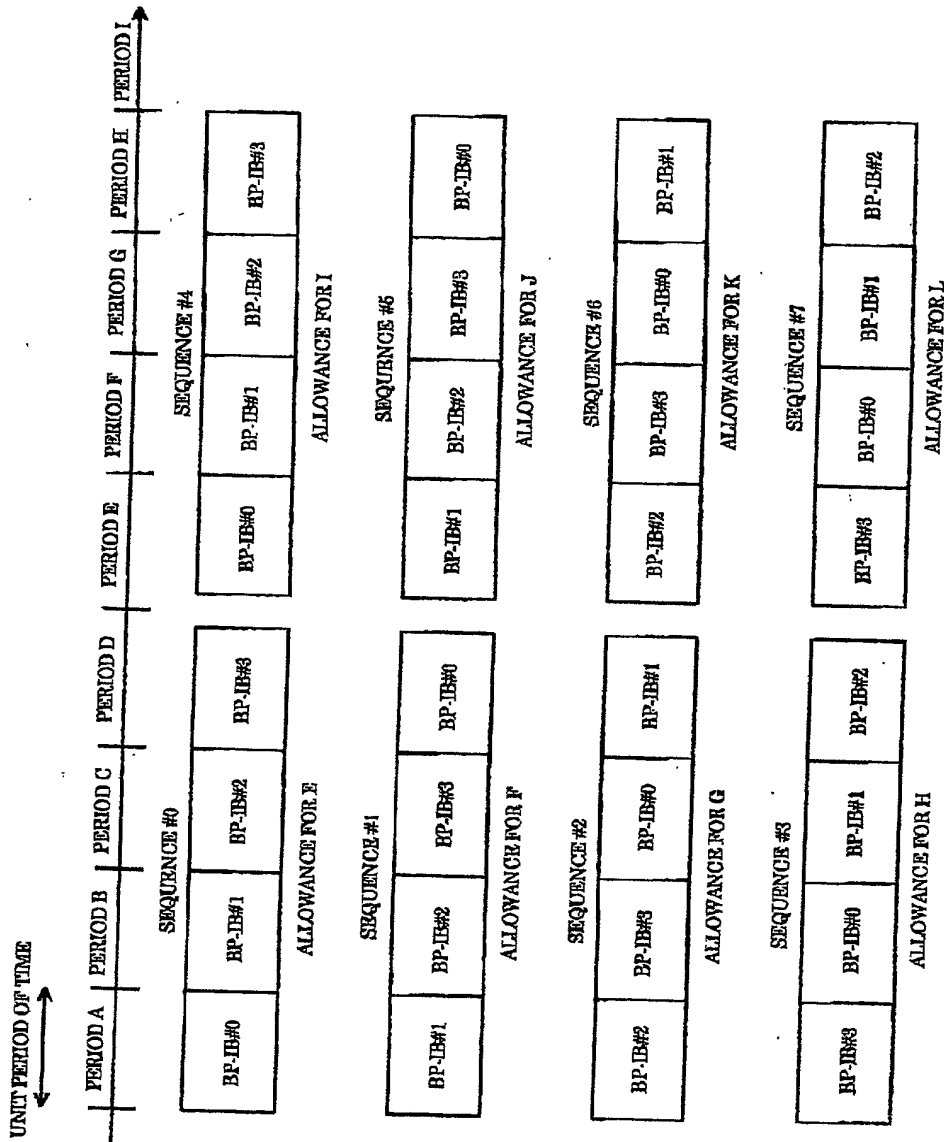 UNIT PERIOD OF TIME
PERIOD A PERIOD B PERIOD C PERIOD D PERIOD E PERIOD F PERIOD G PERIOD H PERIOD I
SEQUENCE #0 SEQUENCE #4
BP-IB#0 BP-IB#1 BP-IB#2 BP-IB#3 BP-IB#0 BP-IB#1 BP-IB#2 BP-IB#3
ALLOWANCE FOR E ALLOWANCE FOR I
SEQUENCE #1 SEQUENCE #5
BP-IB#1 BP-IB#2 BP-IB#3 BP-IB#0 BP-IB#1 BP-IB#2 BP-IB#3 BP-IB#0
ALLOWANCE FOR F ALLOWANCE FOR J
SEQUENCE #2 SEQUENCE #6
BP-IB#2 BP-IB#3 BP-IB#0 BP-IB#1 BP-IB#2 BP-IB#3 BP-IB#0 BP-IB#1
ALLOWANCE FOR G ALLOWANCE FOR K
SEQUENCE #3 SEQUENCE #7
BP-IB#3 BP-IB#0 BP-IB#1 BP-IB#2 BP-IB#3 BP-IB#0 BP-IB#1 BP-IB#2
ALLOWANCE FOR H ALLOWANCE FOR L